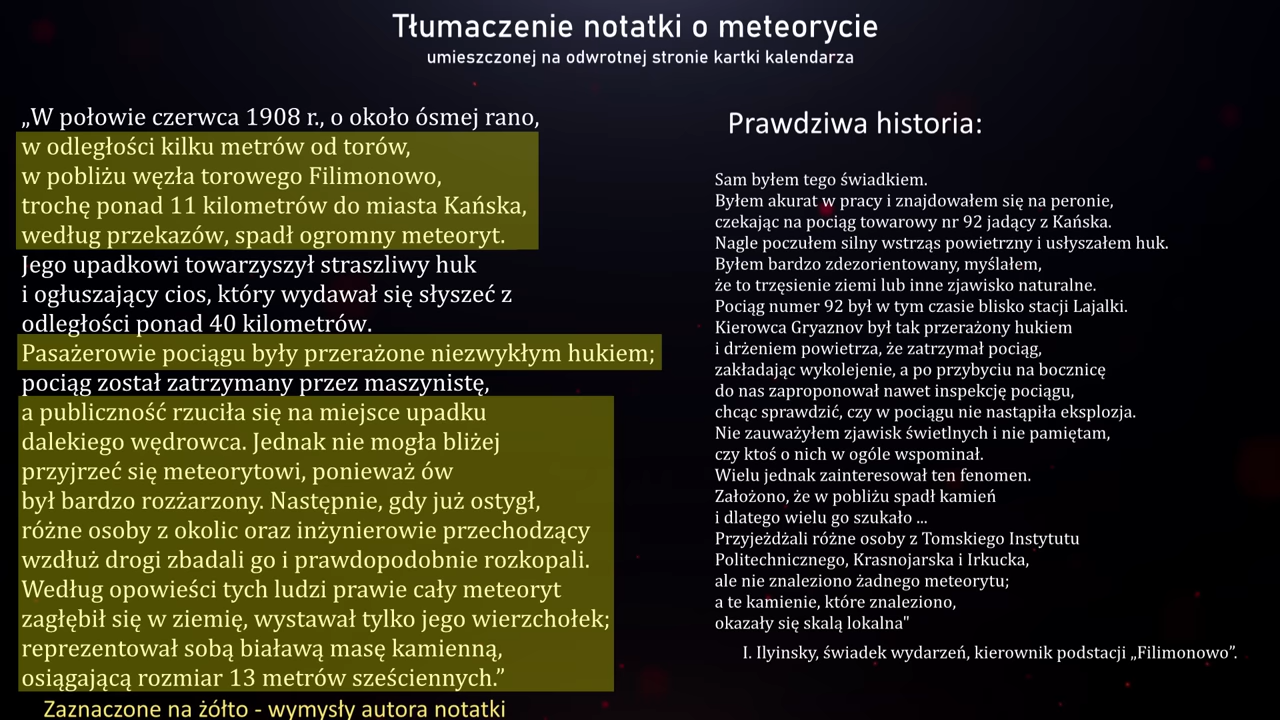 Tłumaczenie notatki o meteorycie
umieszczonej na odwrotnej stronie kartki kalendarza
„W połowie czerwca 1908 r., o około ósmej rano,
w odległości kilku metrów od torów,
w pobliżu węzła torowego Filimonowo,
trochę ponad 11 kilometrów do miasta Kańska,
według przekazów, spadł ogromny meteoryt.
Jego upadkowi towarzyszył straszliwy huk
i ogłuszający cios, który wydawał się słyszeć z
odległości ponad 40 kilometrów.
Pasażerowie pociągu były przerażone niezwykłym hukiem;
pociąg został zatrzymany przez maszynistę,
a publiczność rzuciła się na miejsce upadku
dalekiego wędrowca. Jednak nie mogła bliżej
przyjrzeć się meteorytowi, ponieważ ów
był bardzo rozżarzony. Następnie, gdy już ostygł,
różne osoby z okolic oraz inżynierowie przechodzący
wzdłuż drogi zbadali go i prawdopodobnie rozkopali.
Według opowieści tych ludzi prawie cały meteoryt
zagłębił się w ziemię, wystawał tylko jego wierzchołek;
reprezentował sobą białawą masę kamienną,
osiągającą rozmiar 13 metrów sześciennych.”
Zaznaczone na żółto - wymysły autora notatki
Prawdziwa historia:
Sam byłem tego świadkiem.
Byłem akurat w pracy i znajdowałem się na peronie,
czekając na pociąg towarowy nr 92 jadący z Kańska.
Nagle poczułem silny wstrząs powietrzny i usłyszałem huk.
Byłem bardzo zdezorientowany, myślałem,
że to trzęsienie ziemi lub inne zjawisko naturalne.
Pociąg numer 92 był w tym czasie blisko stacji Lajalki.
Kierowca Gryaznov był tak przerażony hukiem
i drżeniem powietrza, że zatrzymał pociąg,
zakładając wykolejenie, a po przybyciu na bocznicę
do nas zaproponował nawet inspekcję pociągu,
chcąc sprawdzić, czy w pociągu nie nastąpiła eksplozja.
Nie zauważyłem zjawisk świetlnych i nie pamiętam,
czy ktoś o nich w ogóle wspominał.
Wielu jednak zainteresował ten fenomen.
Założono, że w pobliżu spadł kamień
i dlatego wielu go szukało ...
Przyjeżdżali różne osoby z Tomskiego Instytutu
Politechnicznego, Krasnojarska i Irkucka,
ale nie znaleziono żadnego meteorytu;
a te kamienie, które znaleziono,
okazały się skalą lokalna"
I. Ilyinsky, świadek wydarzeń, kierownik podstacji „Filimonowo”.